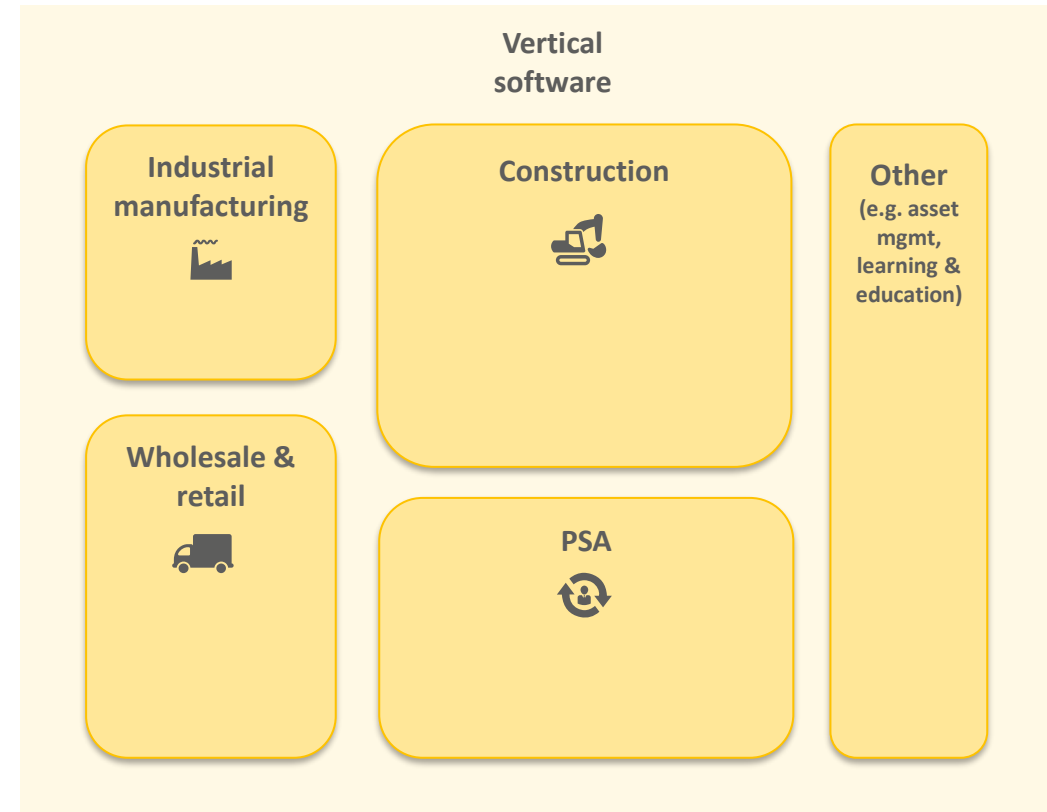 Vertical
software
Industrial
manufacturing
Construction
Other
(e.g. asset
mgmt,
learning &
education)
Wholesale &
retail
PSA